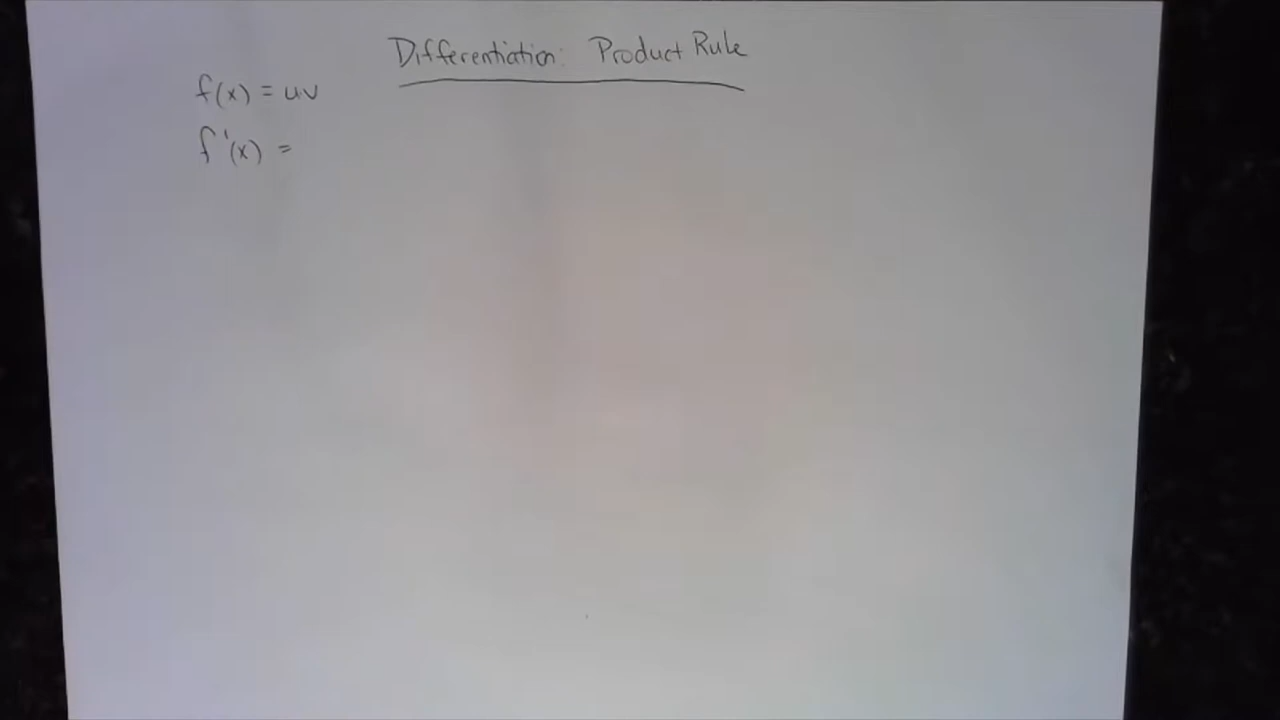 Differentiation: Product Rule
f(x) = uv
f'(x) =